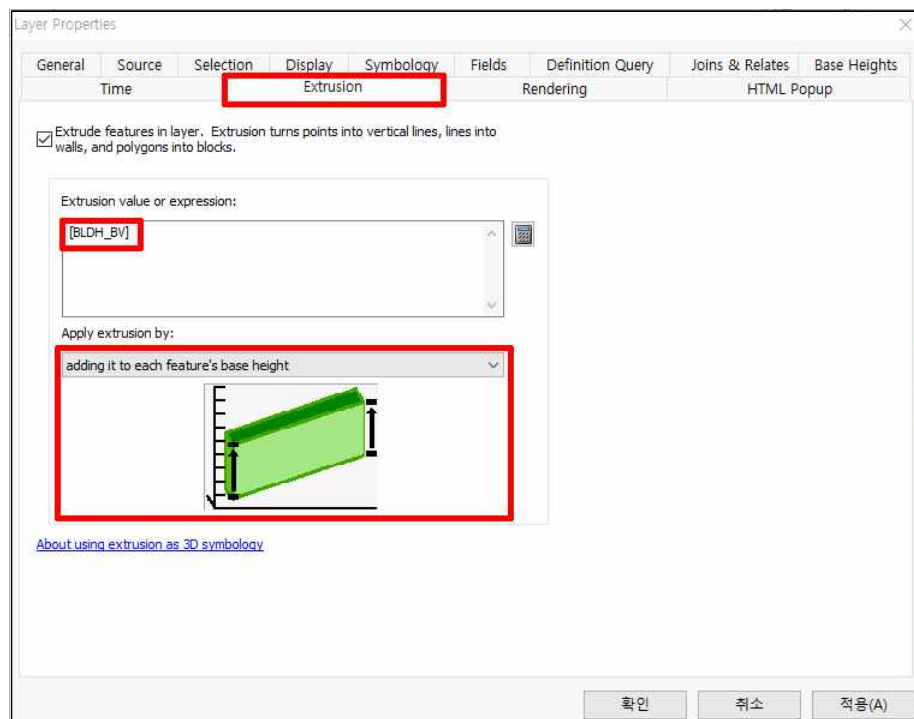 Layer Properties
General Source Selection Display Symbology Fields Definition Query Joins & Relates Base Heights
Time Extrusion Rendering HTML Popup
Extrude features in layer. Extrusion turns points into vertical lines, lines into
walls, and polygons into blocks.
Extrusion value or expression:
[BLDH_BV]
Apply extrusion by:
adding it to each feature's base height
About using extrusion as 3D symbology
확인 취소 적용(A)